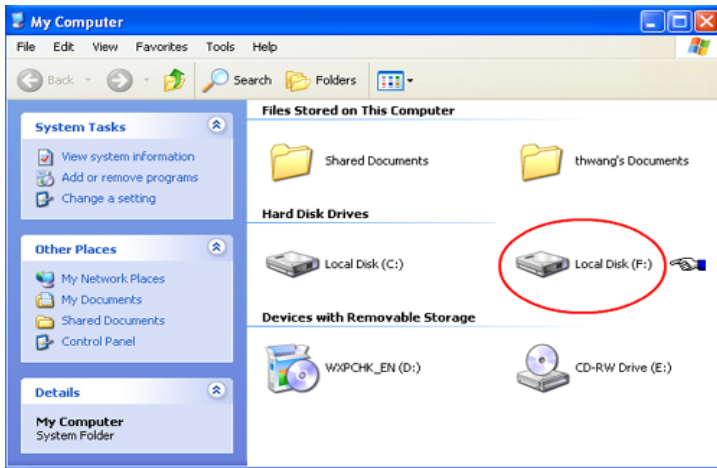 My Computer
File Edit View Favorites Tools Help
Back Search Folders
System Tasks
View system information
Add or remove programs
Change a setting
Other Places
My Network Places
My Documents
Shared Documents
Control Panel
Details
My Computer
System Folder
Files Stored on This Computer
Shared Documents thwang's Documents
Hard Disk Drives
Local Disk (C:) Local Disk (F:)
Devices with Removable Storage
WXPCHK_EN (D:) CD-RW Drive (E:)